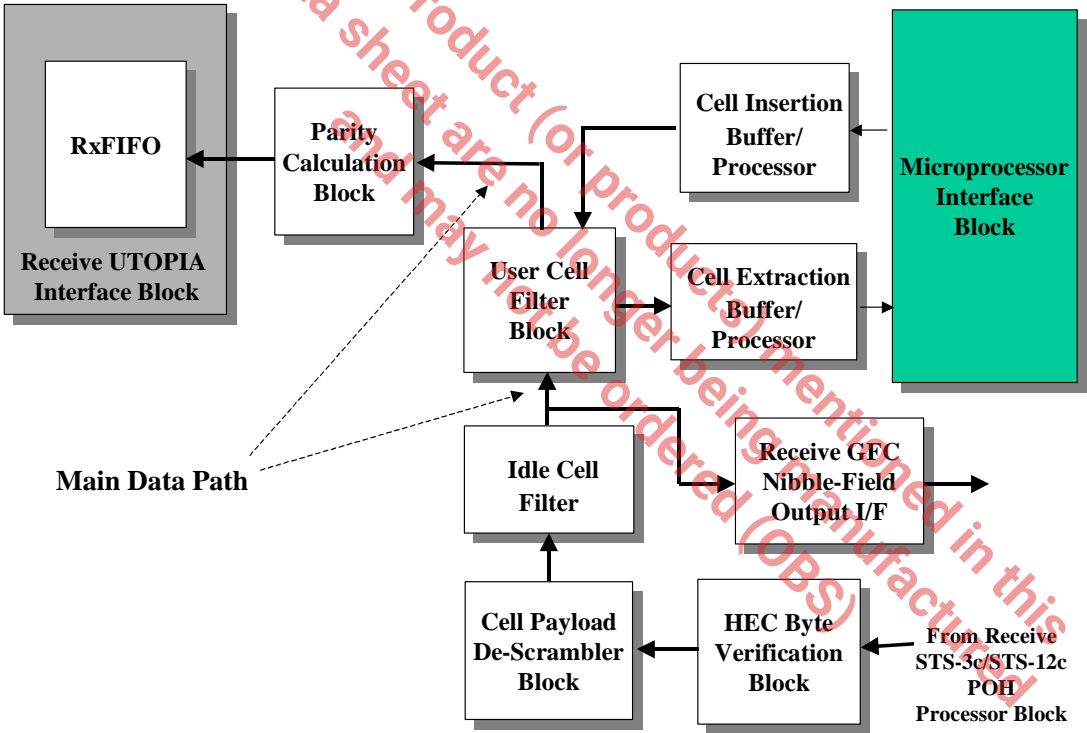 RxFIFO
Receive UTOPIA
Interface Block
Parity
Calculation
Block
Cell Insertion
Buffer/
Processor
Microprocessor
Interface
Block
User Cell
Filter
Block
Cell Extraction
Buffer/
Processor
Main Data Path
Idle Cell
Filter
Receive GFC
Nibble-Field
Output I/F
Cell Payload
De-Scrambler
Block
HEC Byte
Verification
Block
From Receive
STS-3c/STS-12c
POH
Processor Block
product (or products) mentioned in this
sheet are no longer being manufactured
and may not be ordered (OBS)